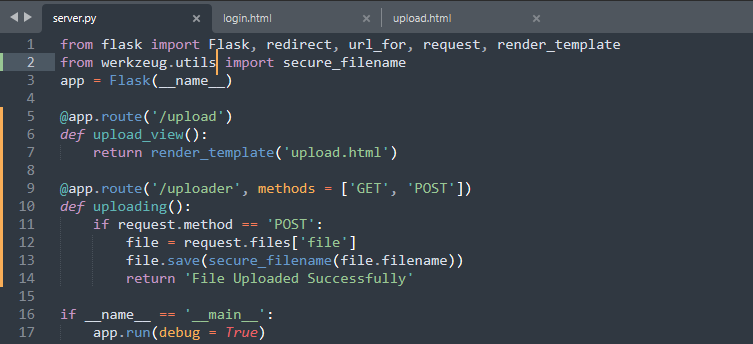 server.py × login.html × upload.html ×
1 from flask import Flask, redirect, url_for, request, render_template
2 from werkzeug.utils import secure_filename
3 app = Flask(__name__)
4
5 @app.route('/upload')
6 def upload_view():
7     return render_template('upload.html')
8
9 @app.route('/uploader', methods = ['GET', 'POST'])
10 def uploading():
11     if request.method == 'POST':
12         file = request.files['file']
13         file.save(secure_filename(file.filename))
14         return 'File Uploaded Successfully'
15
16 if __name__ == '__main__':
17     app.run(debug = True)